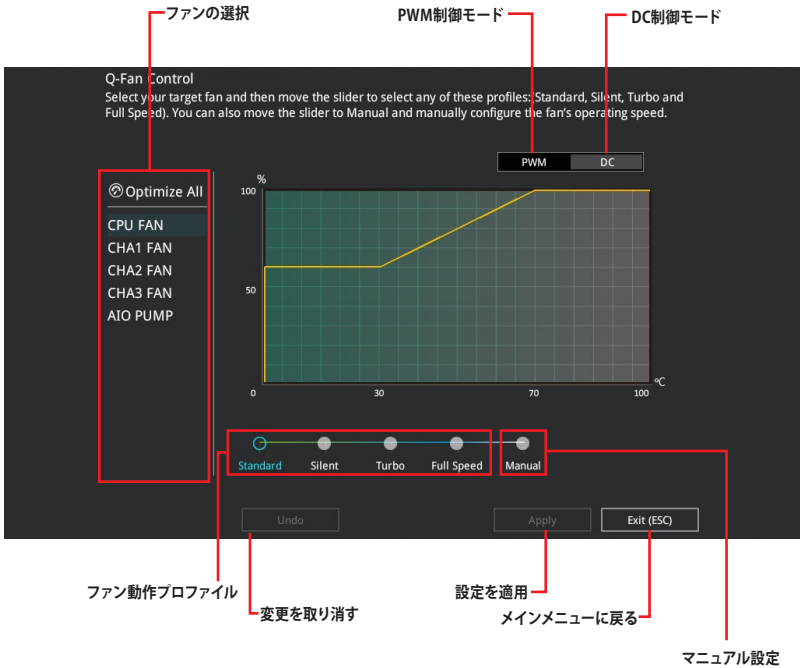 ファンの選択
PWM制御モード
DC制御モード
Q-Fan Control
Select your target fan and then move the slider to select any of these profiles:(Standard, Silent, Turbo and
Full Speed). You can also move the slider to Manual and manually configure the fan's operating speed.
PWM DC
Optimize All
CPU FAN
CHA1 FAN
CHA2 FAN
CHA3 FAN
AIO PUMP
%
100
50
0 30 70 100
ºC
Standard Silent Turbo Full Speed Manual
Undo Apply Exit (ESC)
ファン動作プロファイル
変更を取り消す
設定を適用
メインメニューに戻る
マニュアル設定